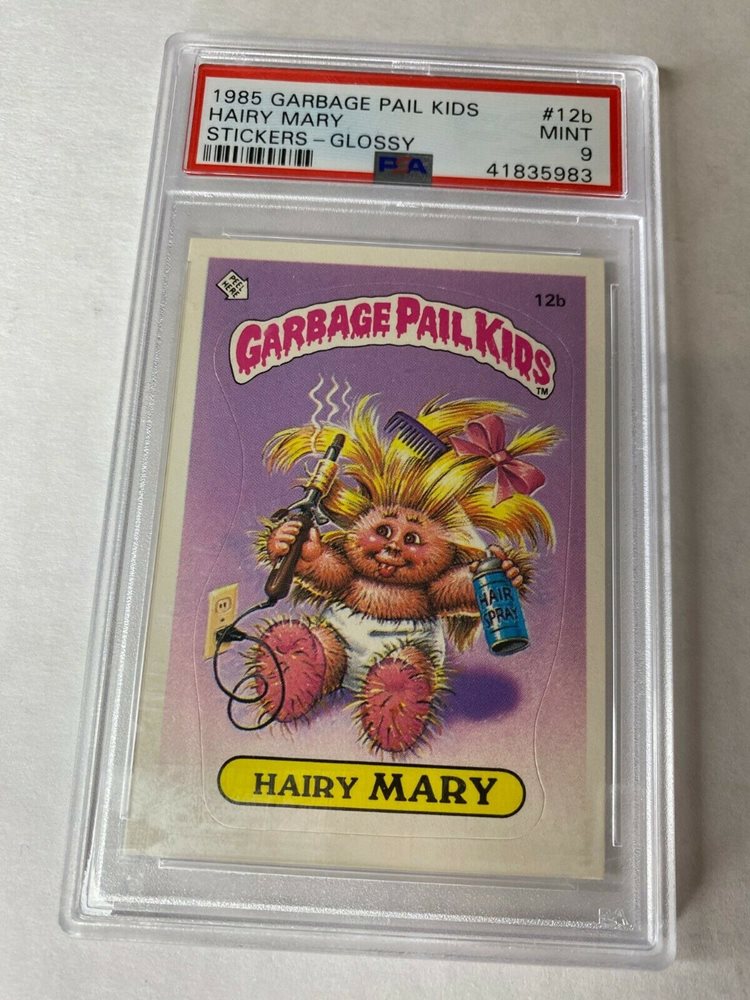 1985 GARBAGE PAIL KIDS #12b
HAIRY MARY MINT
STICKERS - GLOSSY 9
PSA 41835983
PEEL
HERE
12b
GARBAGE PAIL KIDS
TM
HAIR
SPRAY
HAIRY MARY